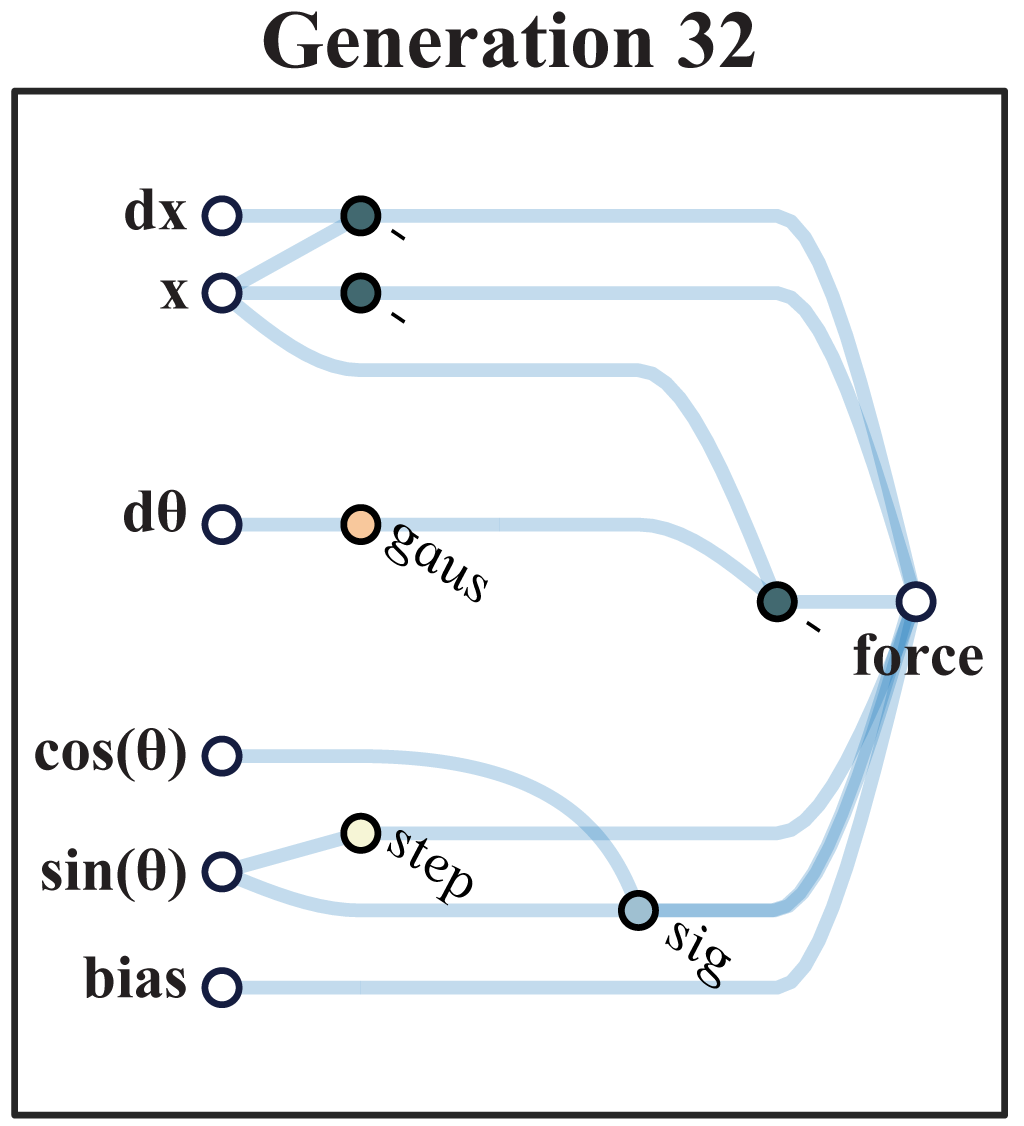 Generation 32
dx
-
x
-
dθ
gaus
-
force
cos(θ)
step
sin(θ)
sig
bias